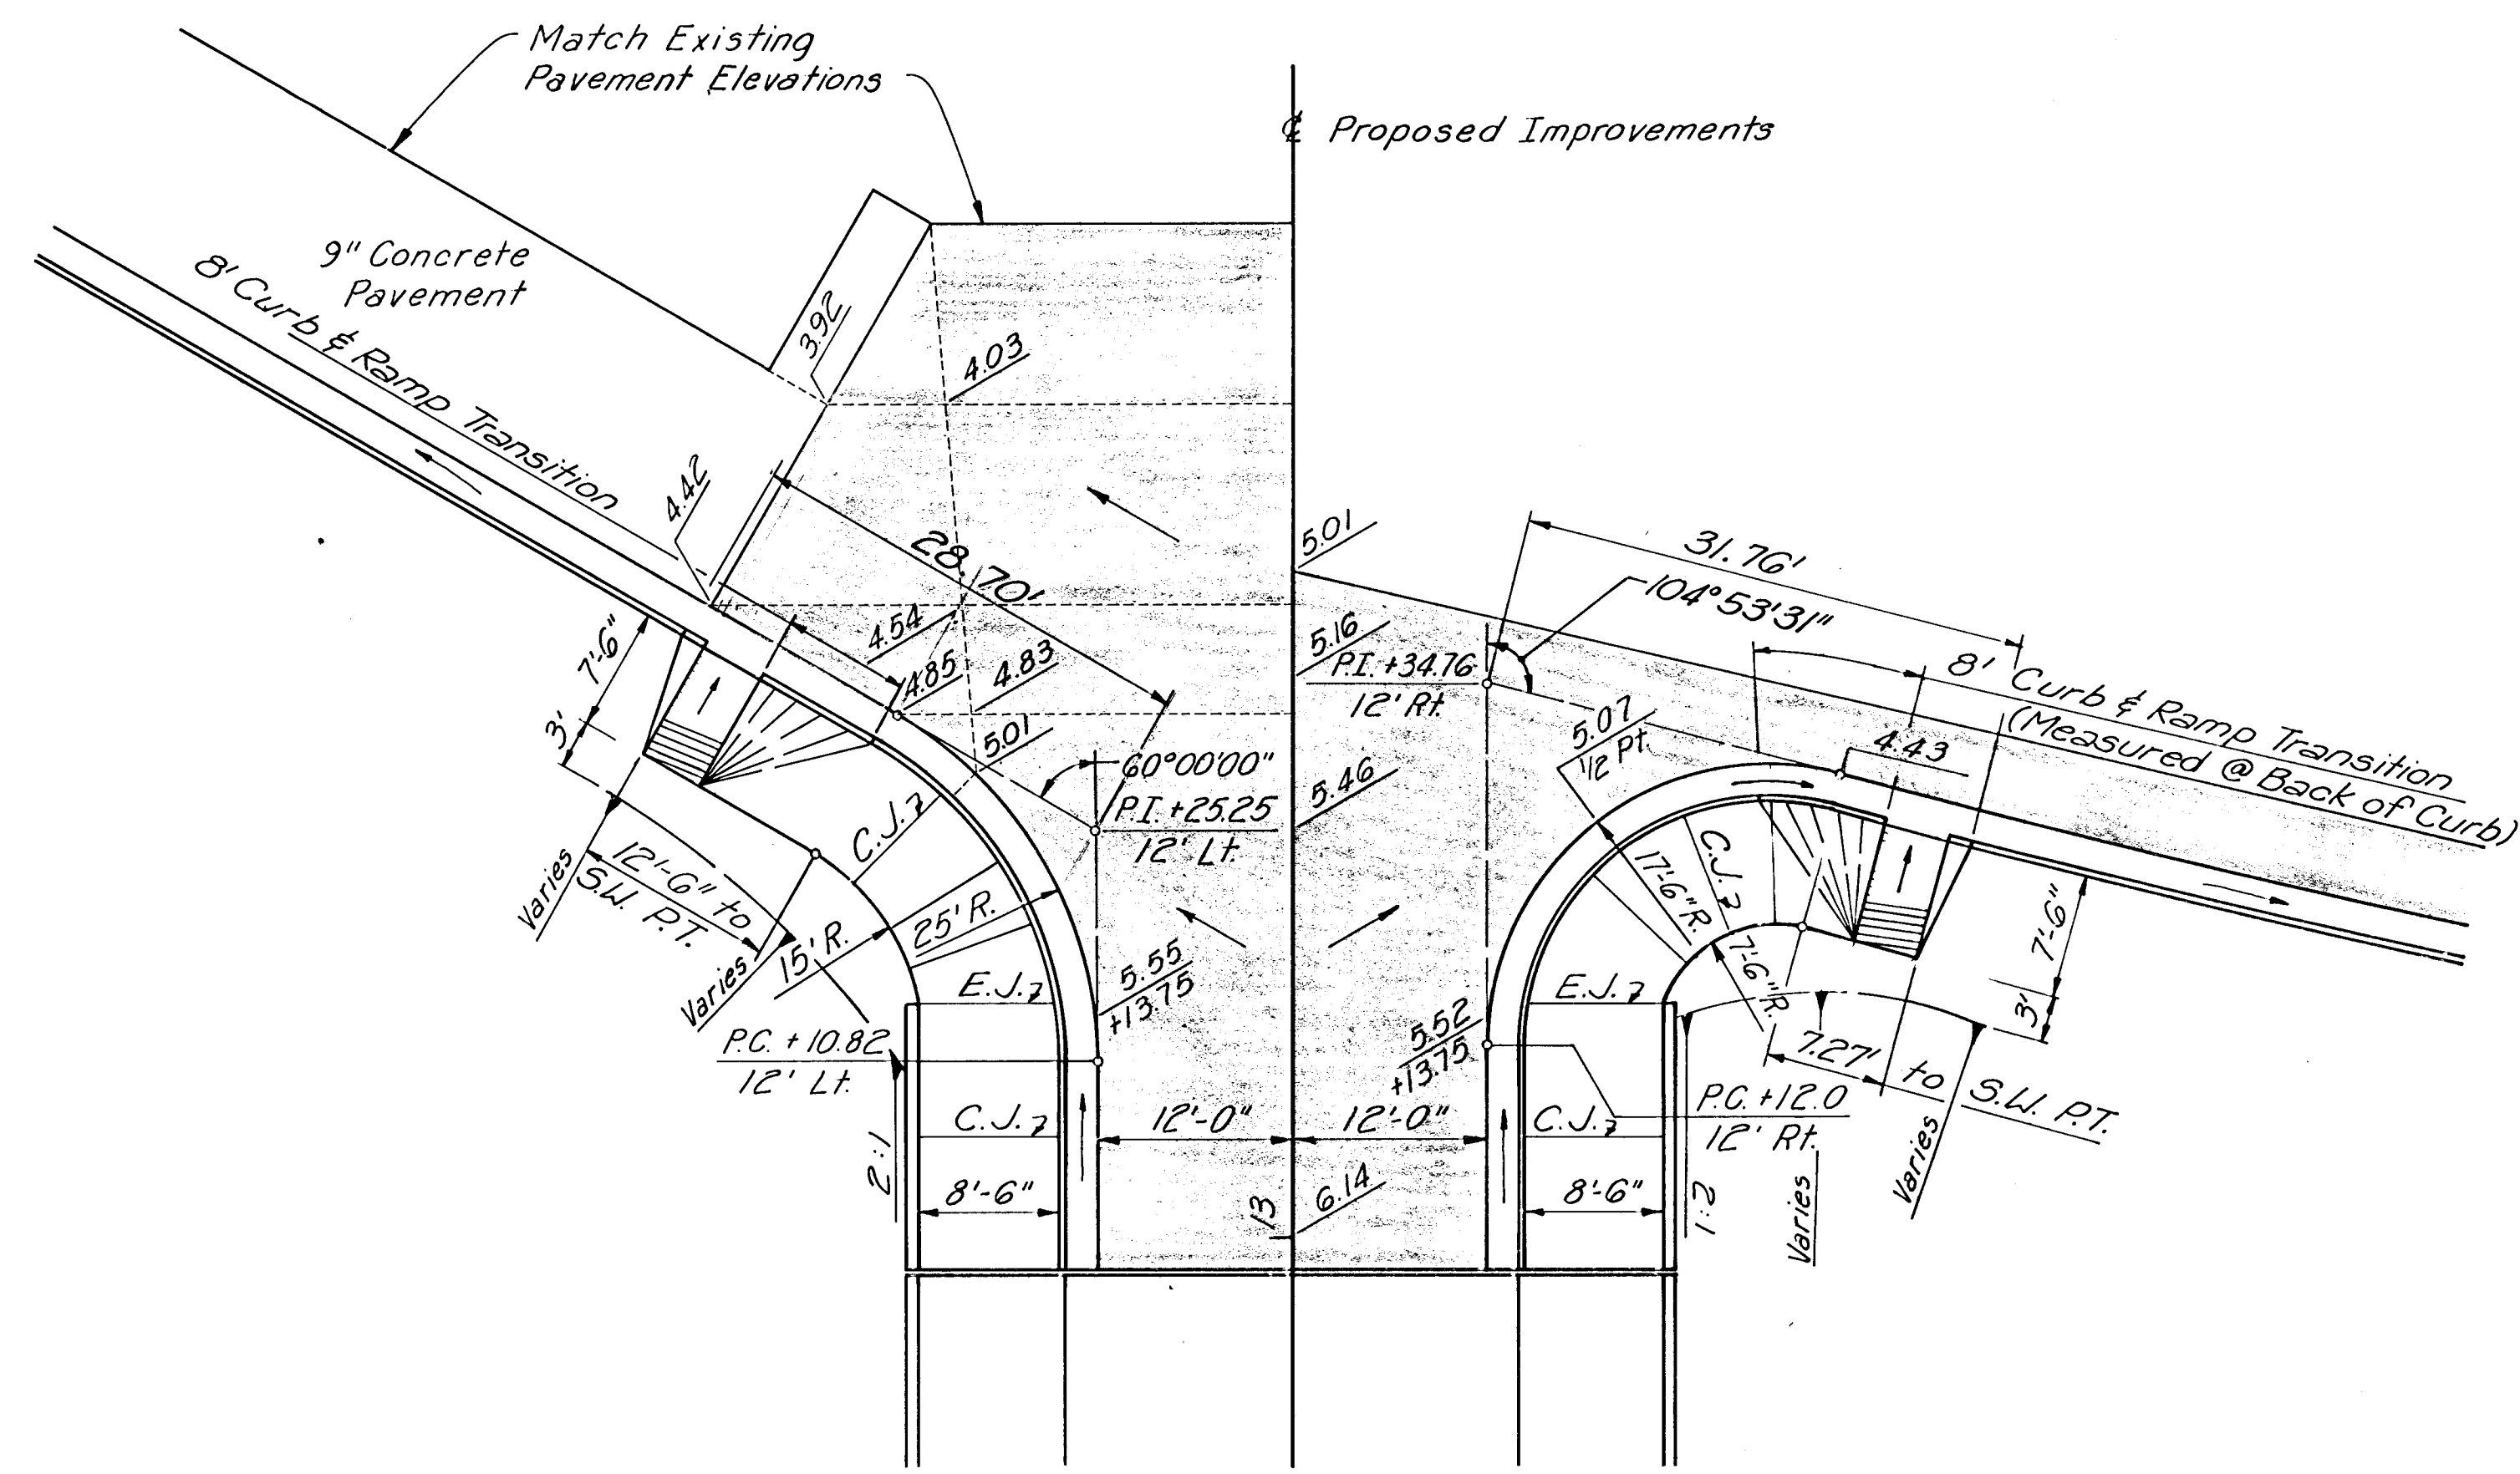 Match Existing
Pavement Elevations
℄ Proposed Improvements
9" Concrete
Pavement
8' Curb & Ramp Transition
3.92
4.03
4.42
28.70'
5.01
31.76'
104°53'31"
4.54
4.85
4.83
5.16
P.I. +34.76
12' Rt.
8' Curb & Ramp Transition
(Measured @ Back of Curb)
7'-6"
3'
5.01
5.07
1/2 Pt.
4.43
60°00'00"
P.I. +25.25
12' Lt.
5.46
C.J.
C.J.
17'-6"R.
Varies
12'-6" to
S.W. P.T.
Varies
15' R.
25' R.
7'-6"R.
7'-6"
3'
E.J.
5.55
+13.75
5.52
+13.75
E.J.
P.C. + 10.82
12' Lt.
7.27' to S.W. P.T.
P.C. +12.0
12' Rt.
C.J.
12'-0"
12'-0"
C.J.
2:1
8'-6"
13
6.14
8'-6"
1:2
Varies
Varies